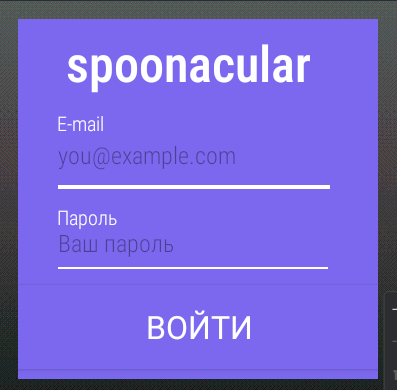 spoonacular
E-mail
you@example.com
Пароль
Ваш пароль
ВОЙТИ